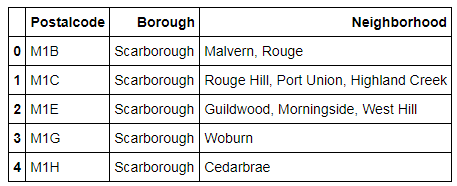 Postalcode Borough Neighborhood
0 M1B Scarborough Malvern, Rouge
1 M1C Scarborough Rouge Hill, Port Union, Highland Creek
2 M1E Scarborough Guildwood, Morningside, West Hill
3 M1G Scarborough Woburn
4 M1H Scarborough Cedarbrae